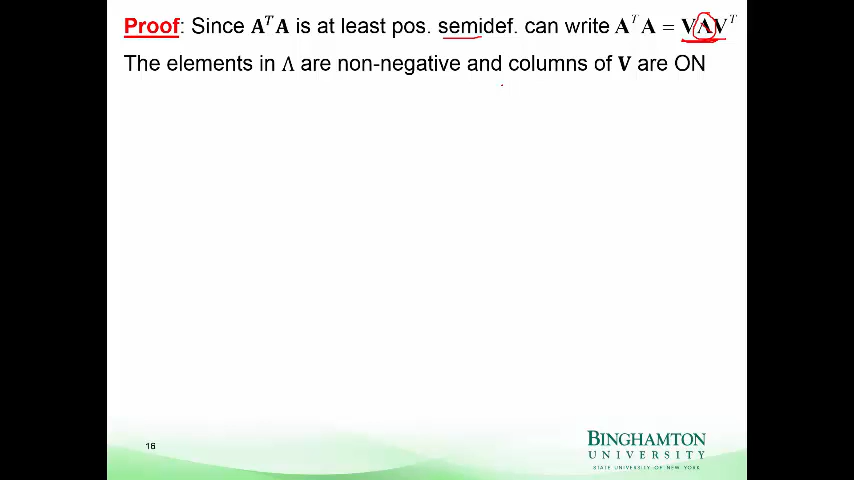 Proof: Since AᵀA is at least pos. semidef. can write AᵀA = VΛVᵀ
The elements in Λ are non-negative and columns of V are ON
16
BINGHAMTON
UNIVERSITY
STATE UNIVERSITY OF NEW YORK